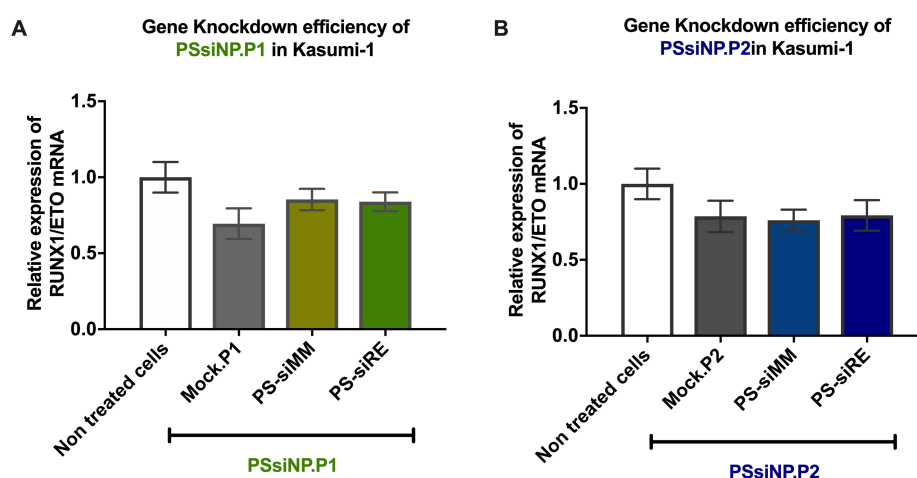 A
Gene Knockdown efficiency of
PSsiNP.P1 in Kasumi-1
Relative expression of
RUNX1/ETO mRNA
1.5
1.0
0.5
0.0
Non treated cells
Mock.P1
PS-siMM
PS-siRE
PSsiNP.P1
B
Gene Knockdown efficiency of
PSsiNP.P2in Kasumi-1
Relative expression of
RUNX1/ETO mRNA
1.5
1.0
0.5
0.0
Non treated cells
Mock.P2
PS-siMM
PS-siRE
PSsiNP.P2